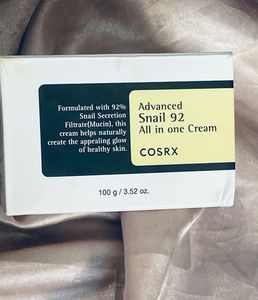 Formulated with 92%
Snail Secretion
Filtrate(Mucin), this
cream helps naturally
create the appealing glow
of healthy skin.
Advanced
Snail 92
All in one Cream
COSRX
100 g / 3.52 oz.